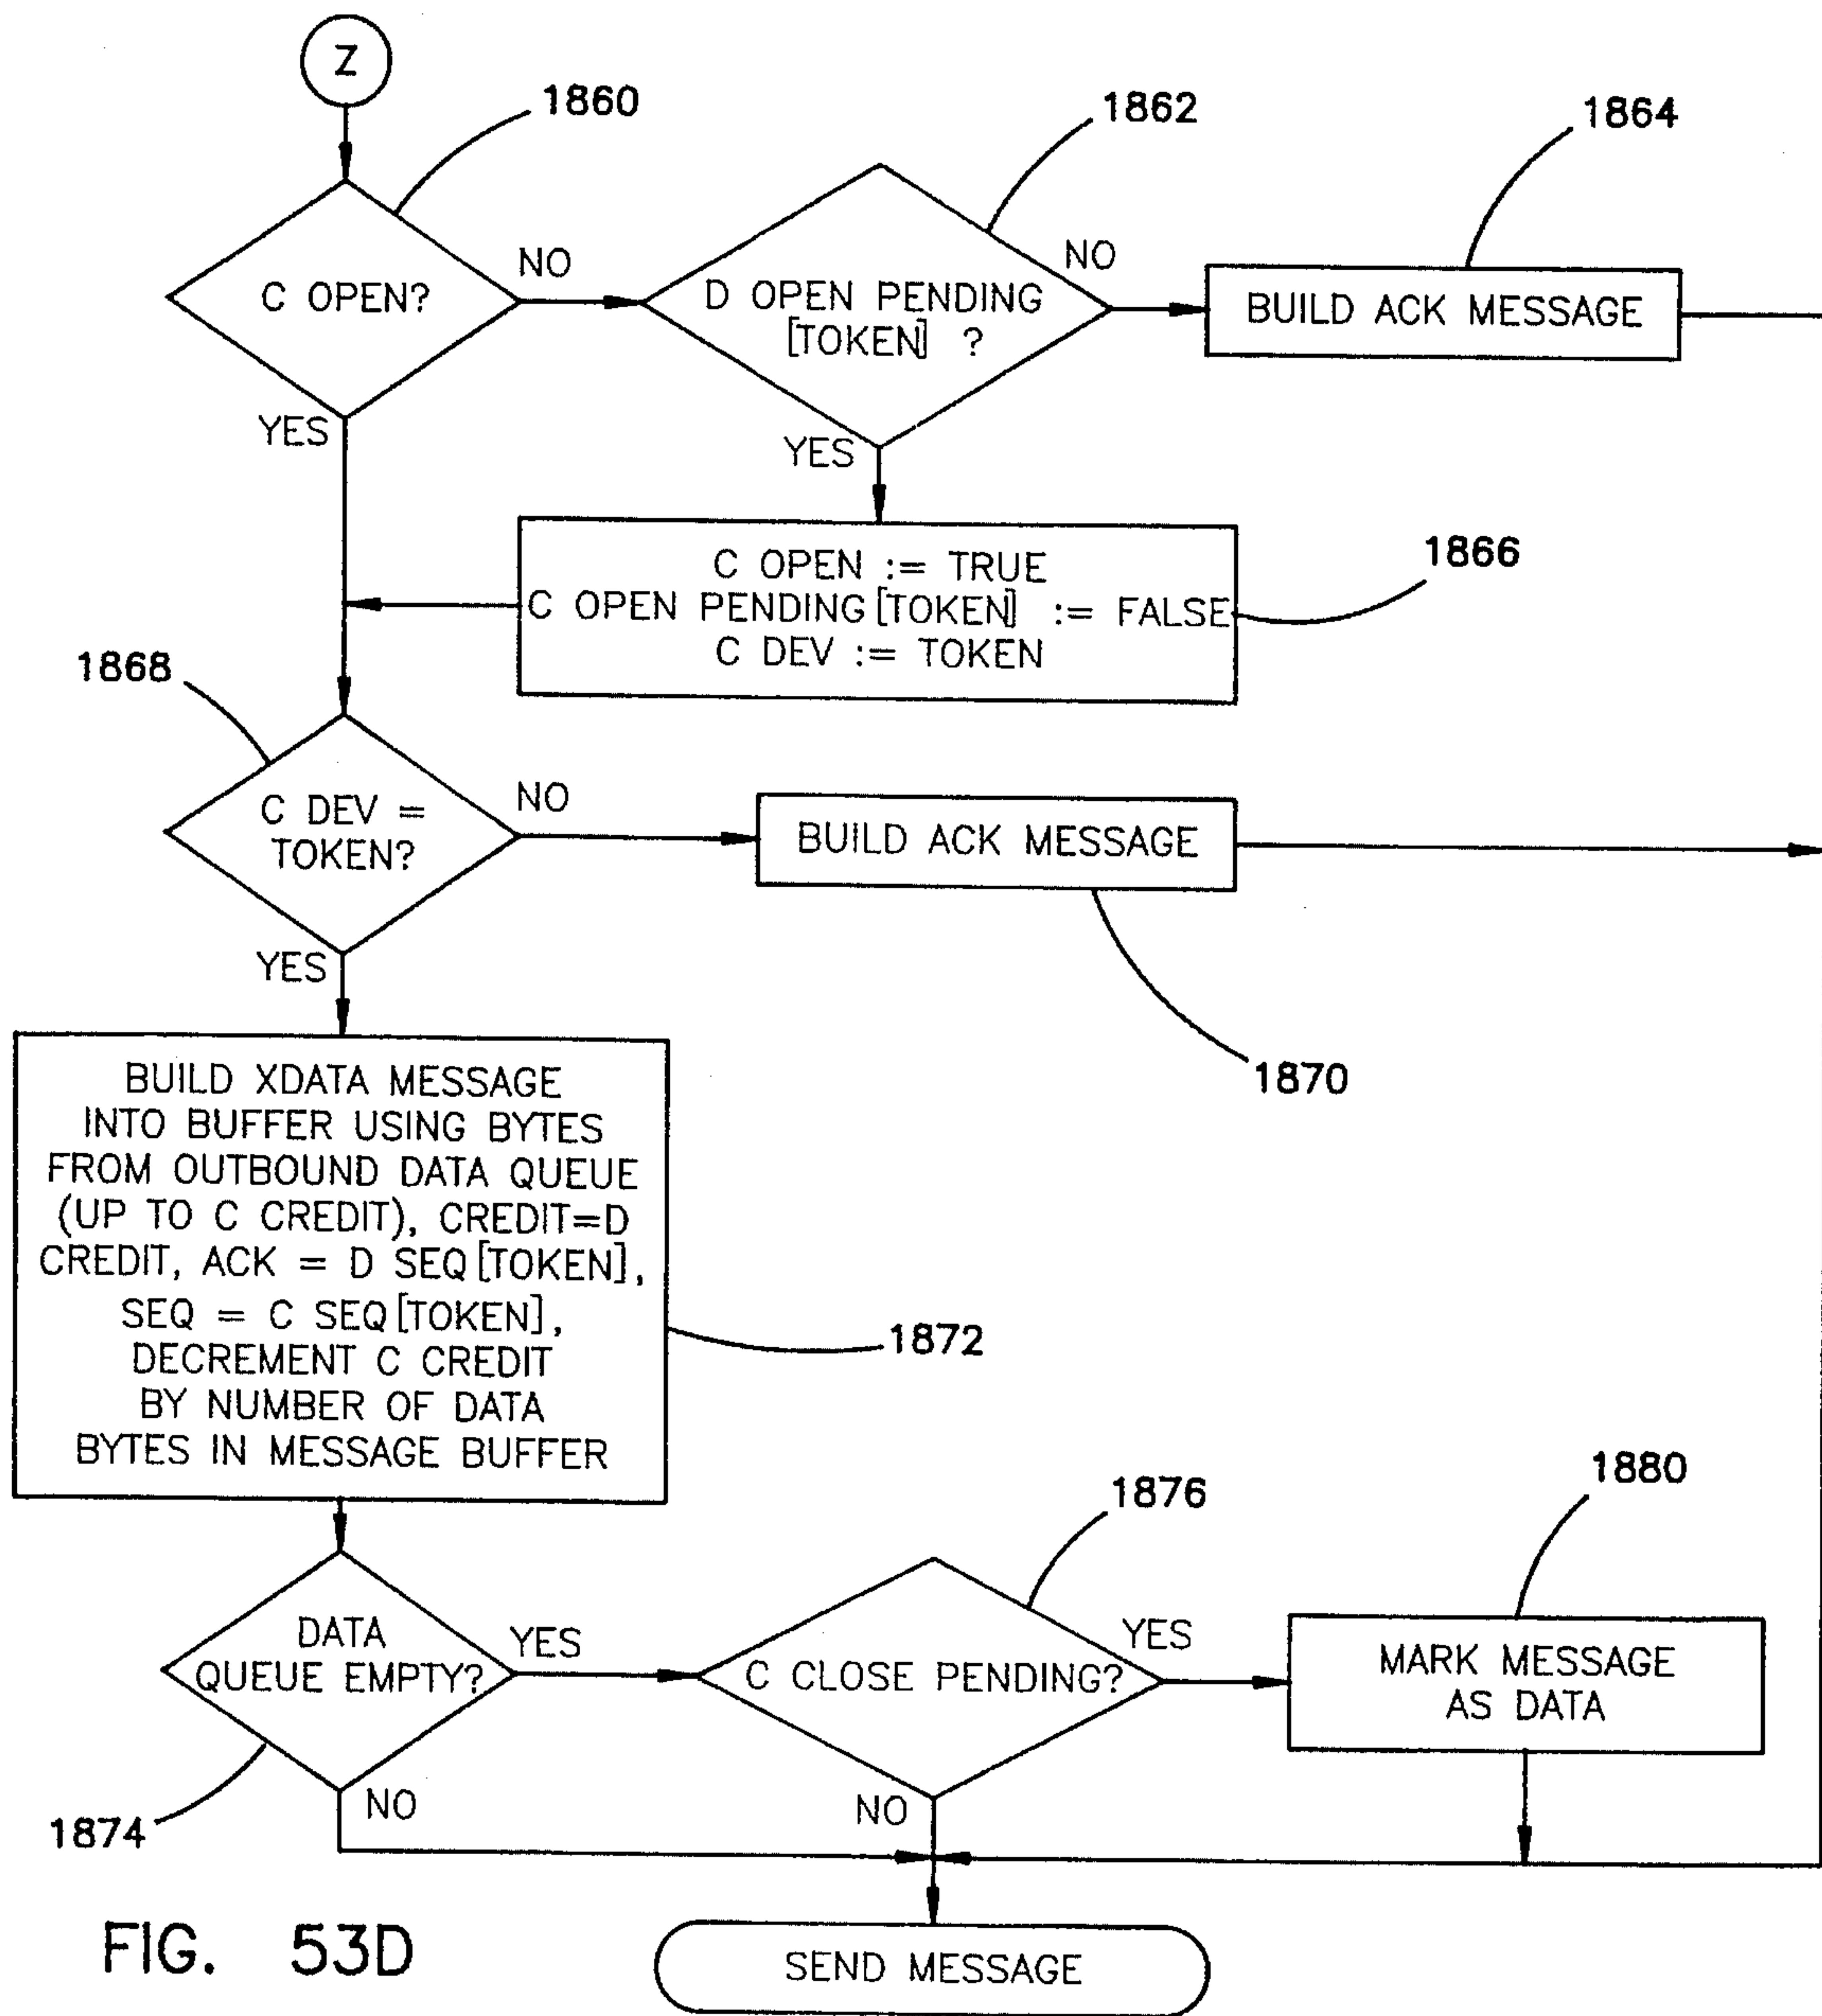 Z
1860
1862
1864
C OPEN?
NO
D OPEN PENDING
[TOKEN] ?
NO
BUILD ACK MESSAGE
YES
YES
C OPEN := TRUE
C OPEN PENDING [TOKEN] := FALSE
C DEV := TOKEN
1866
1868
C DEV =
TOKEN?
NO
BUILD ACK MESSAGE
1870
YES
BUILD XDATA MESSAGE
INTO BUFFER USING BYTES
FROM OUTBOUND DATA QUEUE
(UP TO C CREDIT), CREDIT=D
CREDIT, ACK = D SEQ [TOKEN],
SEQ = C SEQ [TOKEN],
DECREMENT C CREDIT
BY NUMBER OF DATA
BYTES IN MESSAGE BUFFER
1872
1876
1880
DATA
QUEUE EMPTY?
YES
C CLOSE PENDING?
YES
MARK MESSAGE
AS DATA
1874
NO
NO
SEND MESSAGE
FIG. 53D